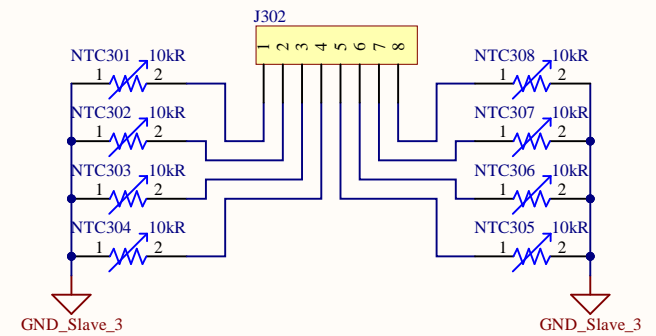 J302
1 2 3 4 5 6 7 8
NTC301 10kR
1 2
NTC302 10kR
1 2
NTC303 10kR
1 2
NTC304 10kR
1 2
GND_Slave_3
NTC308 10kR
1 2
NTC307 10kR
1 2
NTC306 10kR
1 2
NTC305 10kR
1 2
GND_Slave_3